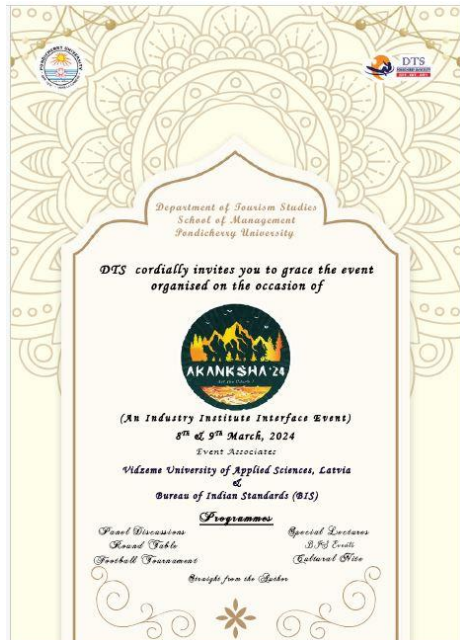 PONDICHERRY UNIVERSITY
DTS
Department of Tourism Studies
School of Management
Pondicherry University
DTS cordially invites you to grace the event
organised on the occasion of
AKANKSHA'24
(An Industry Institute Interface Event)
8Th & 9Th March, 2024
Event Associates
Vidzeme University of Applied Sciences, Latvia
&
Bureau of Indian Standards (BIS)
Programmes
Panel Discussions
Round Table
Football Tournament
Special Lectures
BIS Events
Cultural Nite
Straight from the Author